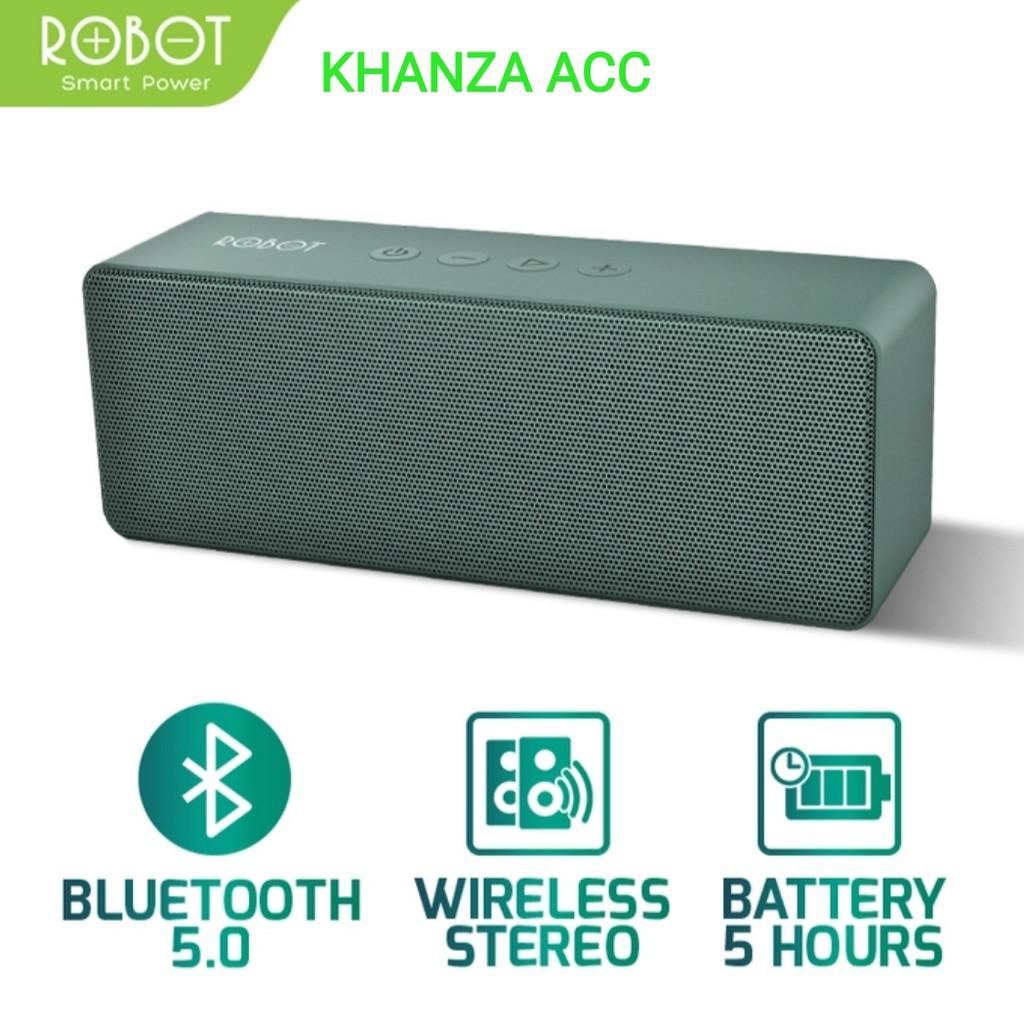 ROBOT
Smart Power
KHANZA ACC
ROBOT
BLUETOOTH
5.0
WIRELESS
STEREO
BATTERY
5 HOURS